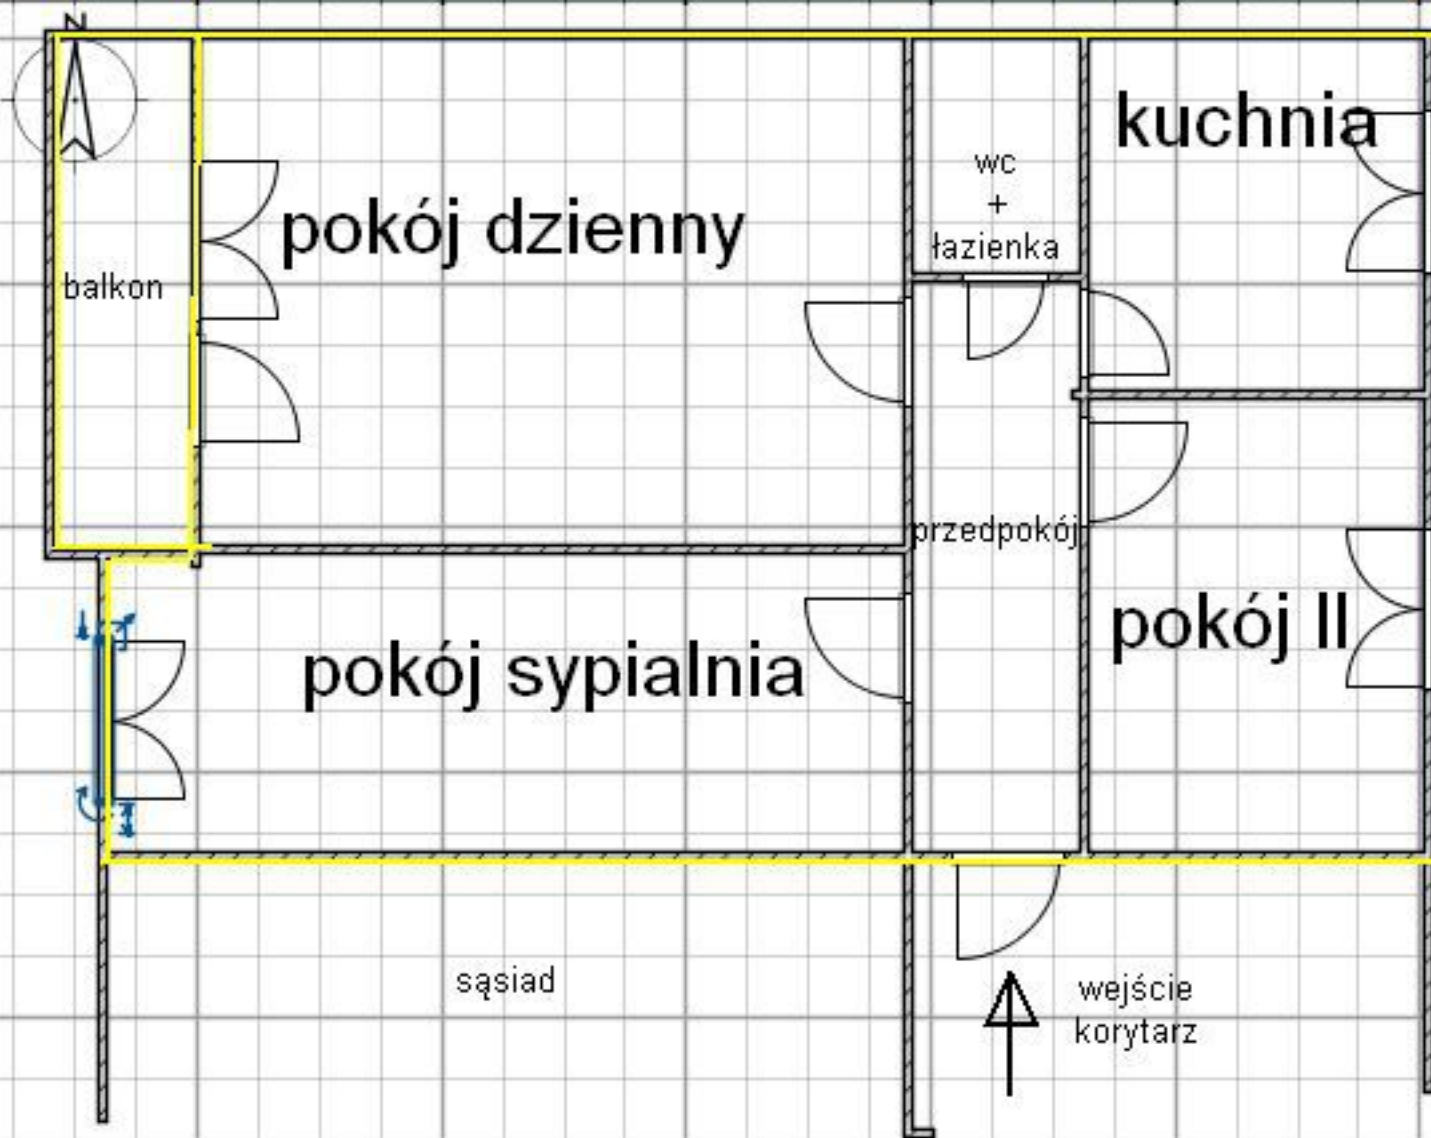 N
kuchnia
wc
+
łazienka
pokój dzienny
balkon
przedpokój
pokój II
pokój sypialnia
sąsiad
wejście
korytarz